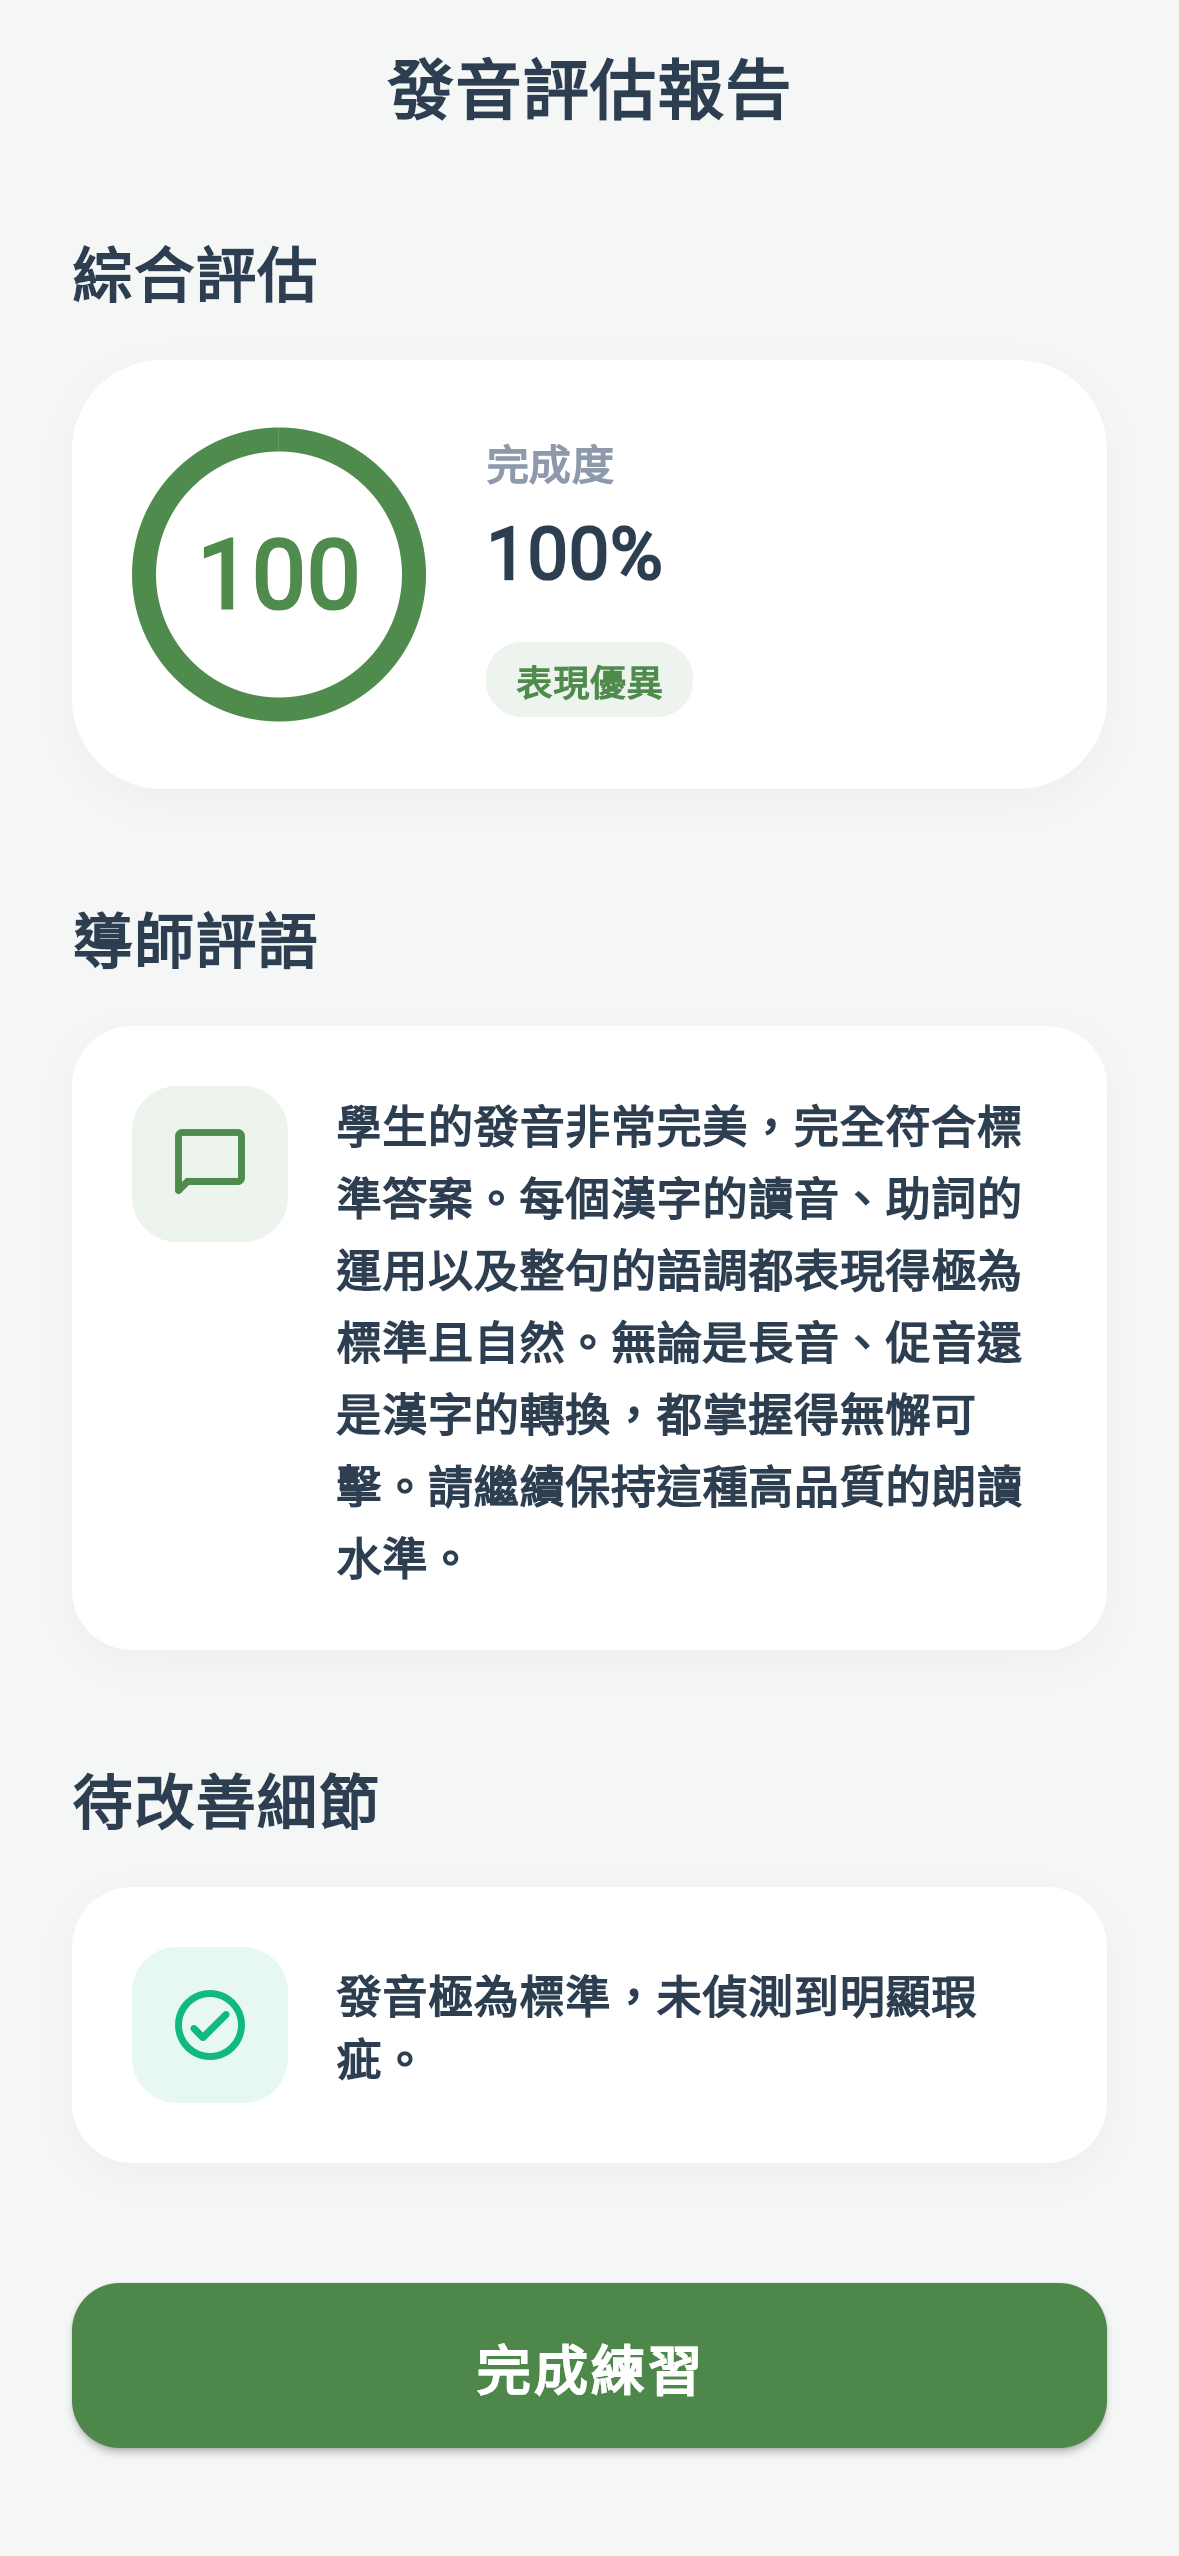 發音評估報告
綜合評估
100
完成度
100%
表現優異
導師評語
學生的發音非常完美，完全符合標
準答案。每個漢字的讀音、助詞的
運用以及整句的語調都表現得極為
標準且自然。無論是長音、促音還
是漢字的轉換，都掌握得無懈可
擊。請繼續保持這種高品質的朗讀
水準。
待改善細節
發音極為標準，未偵測到明顯瑕
疵。
完成練習